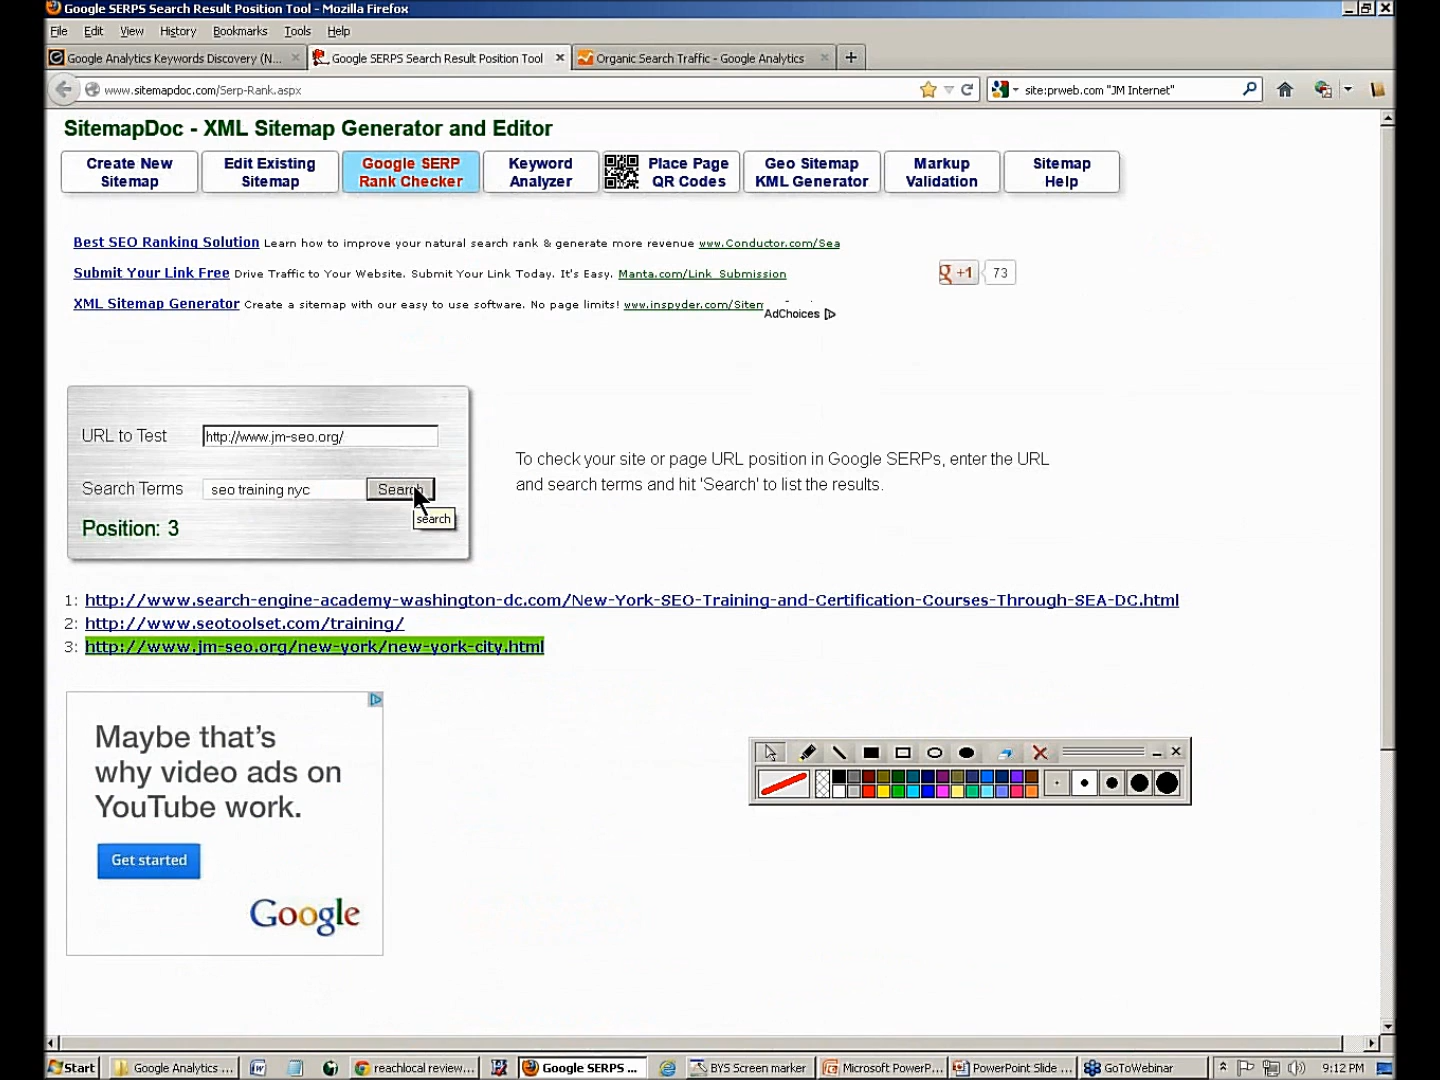 Google SERPS Search Result Position Tool - Mozilla Firefox
File Edit View History Bookmarks Tools Help
Google Analytics Keywords Discovery (N... Google SERPS Search Result Position Tool Organic Search Traffic - Google Analytics
www.sitemapdoc.com/Serp-Rank.aspx site:prweb.com "JM Internet"
SitemapDoc - XML Sitemap Generator and Editor
Create New Sitemap
Edit Existing Sitemap
Google SERP Rank Checker
Keyword Analyzer
Place Page QR Codes
Geo Sitemap KML Generator
Markup Validation
Sitemap Help
Best SEO Ranking Solution Learn how to improve your natural search rank & generate more revenue www.Conductor.com/Sea
Submit Your Link Free Drive Traffic to Your Website. Submit Your Link Today. It's Easy. Manta.com/Link_Submission
g +1 73
XML Sitemap Generator Create a sitemap with our easy to use software. No page limits! www.inspyder.com/Sitem
AdChoices
URL to Test http://www.jm-seo.org/
Search Terms seo training nyc Search
search
Position: 3
To check your site or page URL position in Google SERPs, enter the URL
and search terms and hit 'Search' to list the results.
1: http://www.search-engine-academy-washington-dc.com/New-York-SEO-Training-and-Certification-Courses-Through-SEA-DC.html
2: http://www.seotoolset.com/training/
3: http://www.jm-seo.org/new-york/new-york-city.html
Maybe that's
why video ads on
YouTube work.
Get started
Google
Start Google Analytics ... reachlocal review... Google SERPS ... BYS Screen marker Microsoft PowerP... PowerPoint Slide ... GoToWebinar 9:12 PM